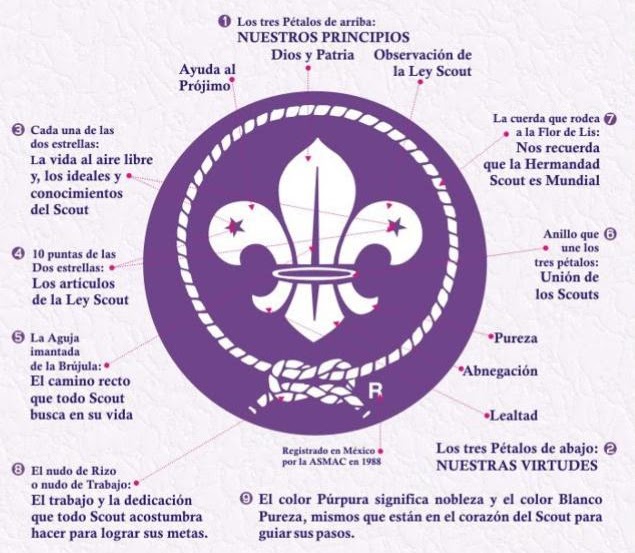 ❶ Los tres Pétalos de arriba:
NUESTROS PRINCIPIOS
Dios y Patria
Observación de
la Ley Scout
Ayuda al
Prójimo
❸ Cada una de las
dos estrellas:
La vida al aire libre
y, los ideales y
conocimientos
del Scout
La cuerda que rodea ❼
a la Flor de Lis:
Nos recuerda
que la Hermandad
Scout es Mundial
❹ 10 puntas de las
Dos estrellas:
Los artículos
de la Ley Scout
Anillo que ❻
une los
tres pétalos:
Unión de
los Scouts
❺ La Aguja
imantada
de la Brújula:
El camino recto
que todo Scout
busca en su vida
Pureza
Abnegación
Lealtad
R
Registrado en México
por la ASMAC en 1988
Los tres Pétalos de abajo: ❷
NUESTRAS VIRTUDES
❽ El nudo de Rizo
o nudo de Trabajo:
El trabajo y la dedicación
que todo Scout acostumbra
hacer para lograr sus metas.
❾ El color Púrpura significa nobleza y el color Blanco
Pureza, mismos que están en el corazón del Scout para
guiar sus pasos.